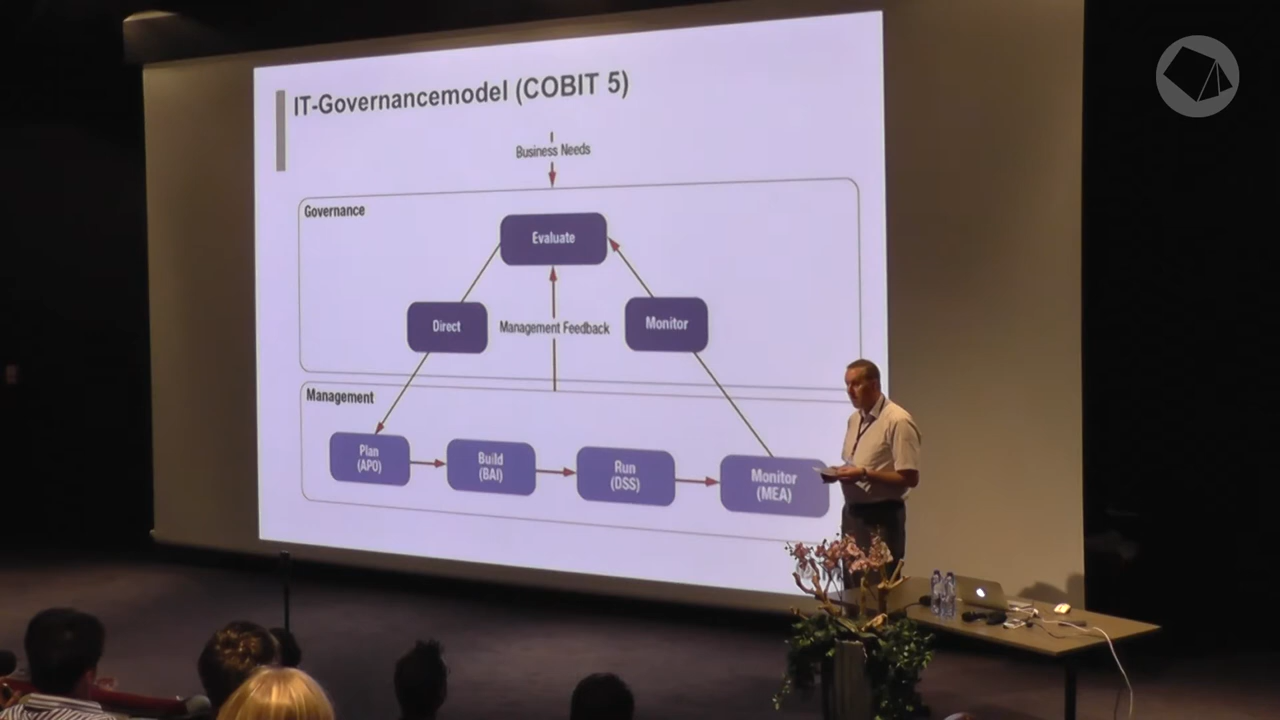 IT-Governancemodel (COBIT 5)
Business Needs
Governance
Evaluate
Direct
Management Feedback
Monitor
Management
Plan
(APO)
Build
(BAI)
Run
(DSS)
Monitor
(MEA)